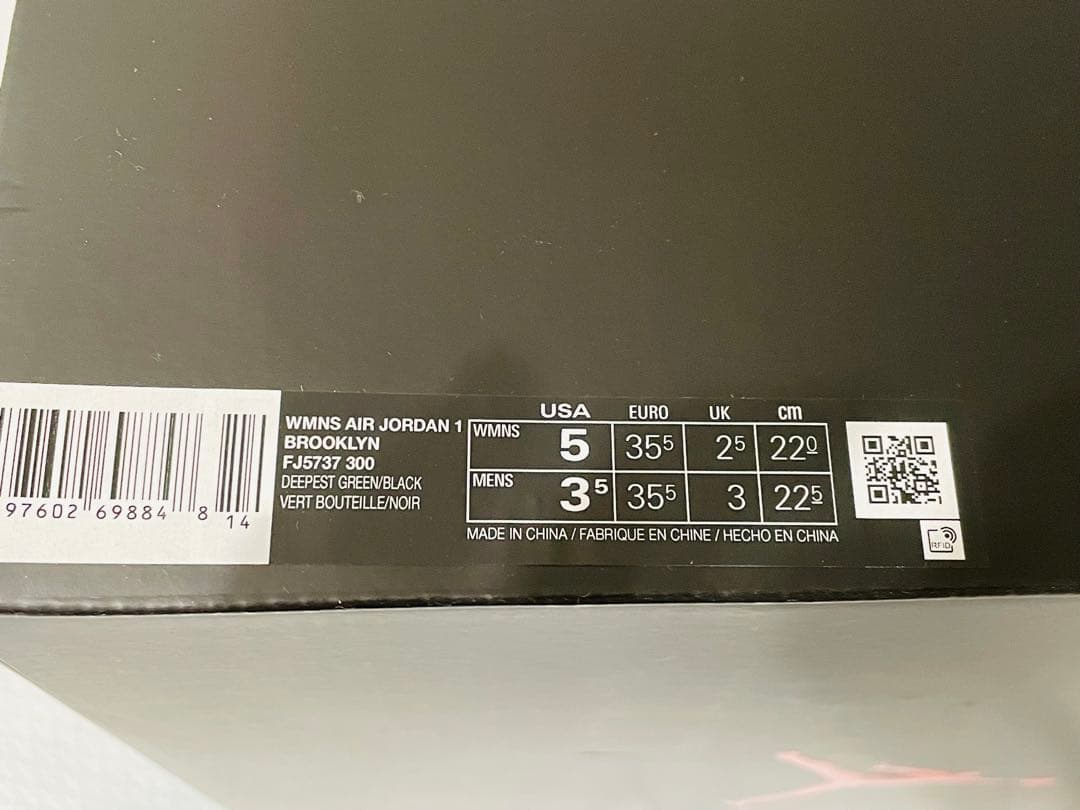 WMNS AIR JORDAN 1
BROOKLYN
FJ5737 300
DEEPEST GREEN/BLACK
VERT BOUTEILLE/NOIR
97602 69884 8 14
USA EURO UK cm
WMNS 5 35⁵ 2⁵ 22⁰
MENS 3⁵ 35⁵ 3 22⁵
MADE IN CHINA / FABRIQUE EN CHINE / HECHO EN CHINA
RFID